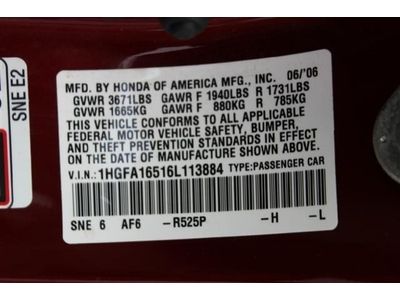 SNE E2
MFD. BY HONDA OF AMERICA MFG., INC. 06/'06
GVWR 3671LBS GAWR F 1940LBS R 1731LBS
GVWR 1665KG GAWR F 880KG R 785KG
THIS VEHICLE CONFORMS TO ALL APPLICABLE
FEDERAL MOTOR VEHICLE SAFETY, BUMPER,
AND THEFT PREVENTION STANDARDS IN EFFECT
ON THE DATE OF MANUFACTURE SHOWN ABOVE.
V.I.N.: 1HGFA16516L113884 TYPE:PASSENGER CAR
SNE 6 AF6 -R525P -H -L